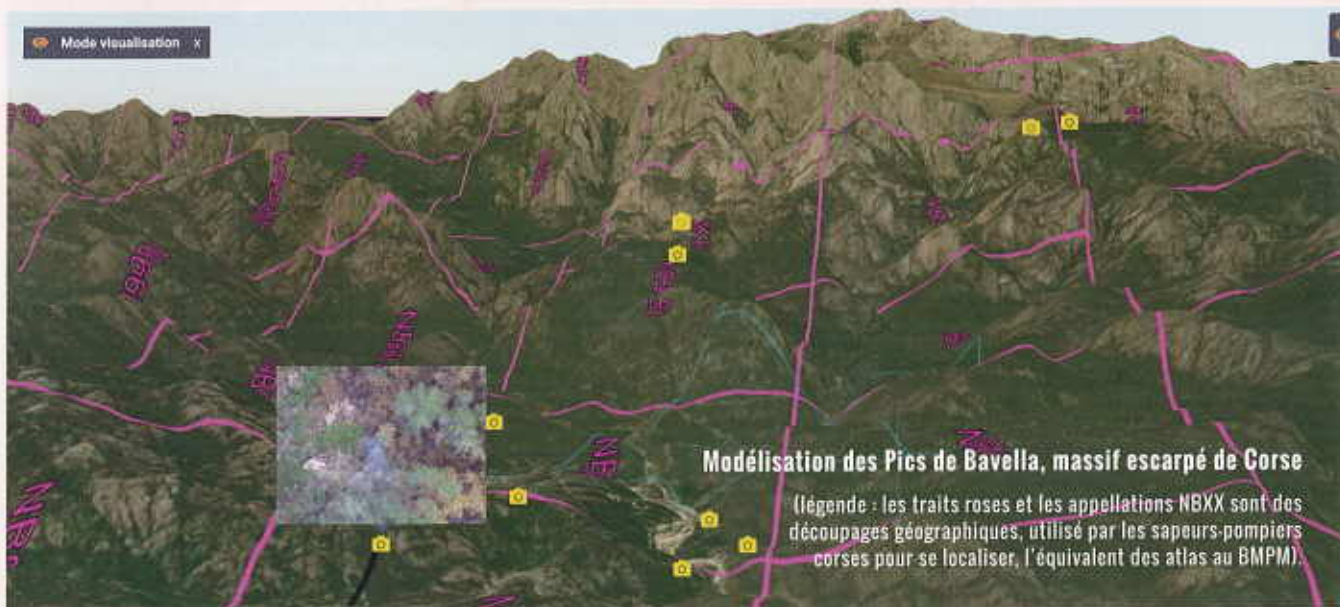 Mode visualisation x
Modélisation des Pics de Bavella, massif escarpé de Corse
(légende : les traits roses et les appellations NBXX sont des
découpages géographiques, utilisé par les sapeurs-pompiers
corses pour se localiser, l'équivalent des atlas au BMPM).